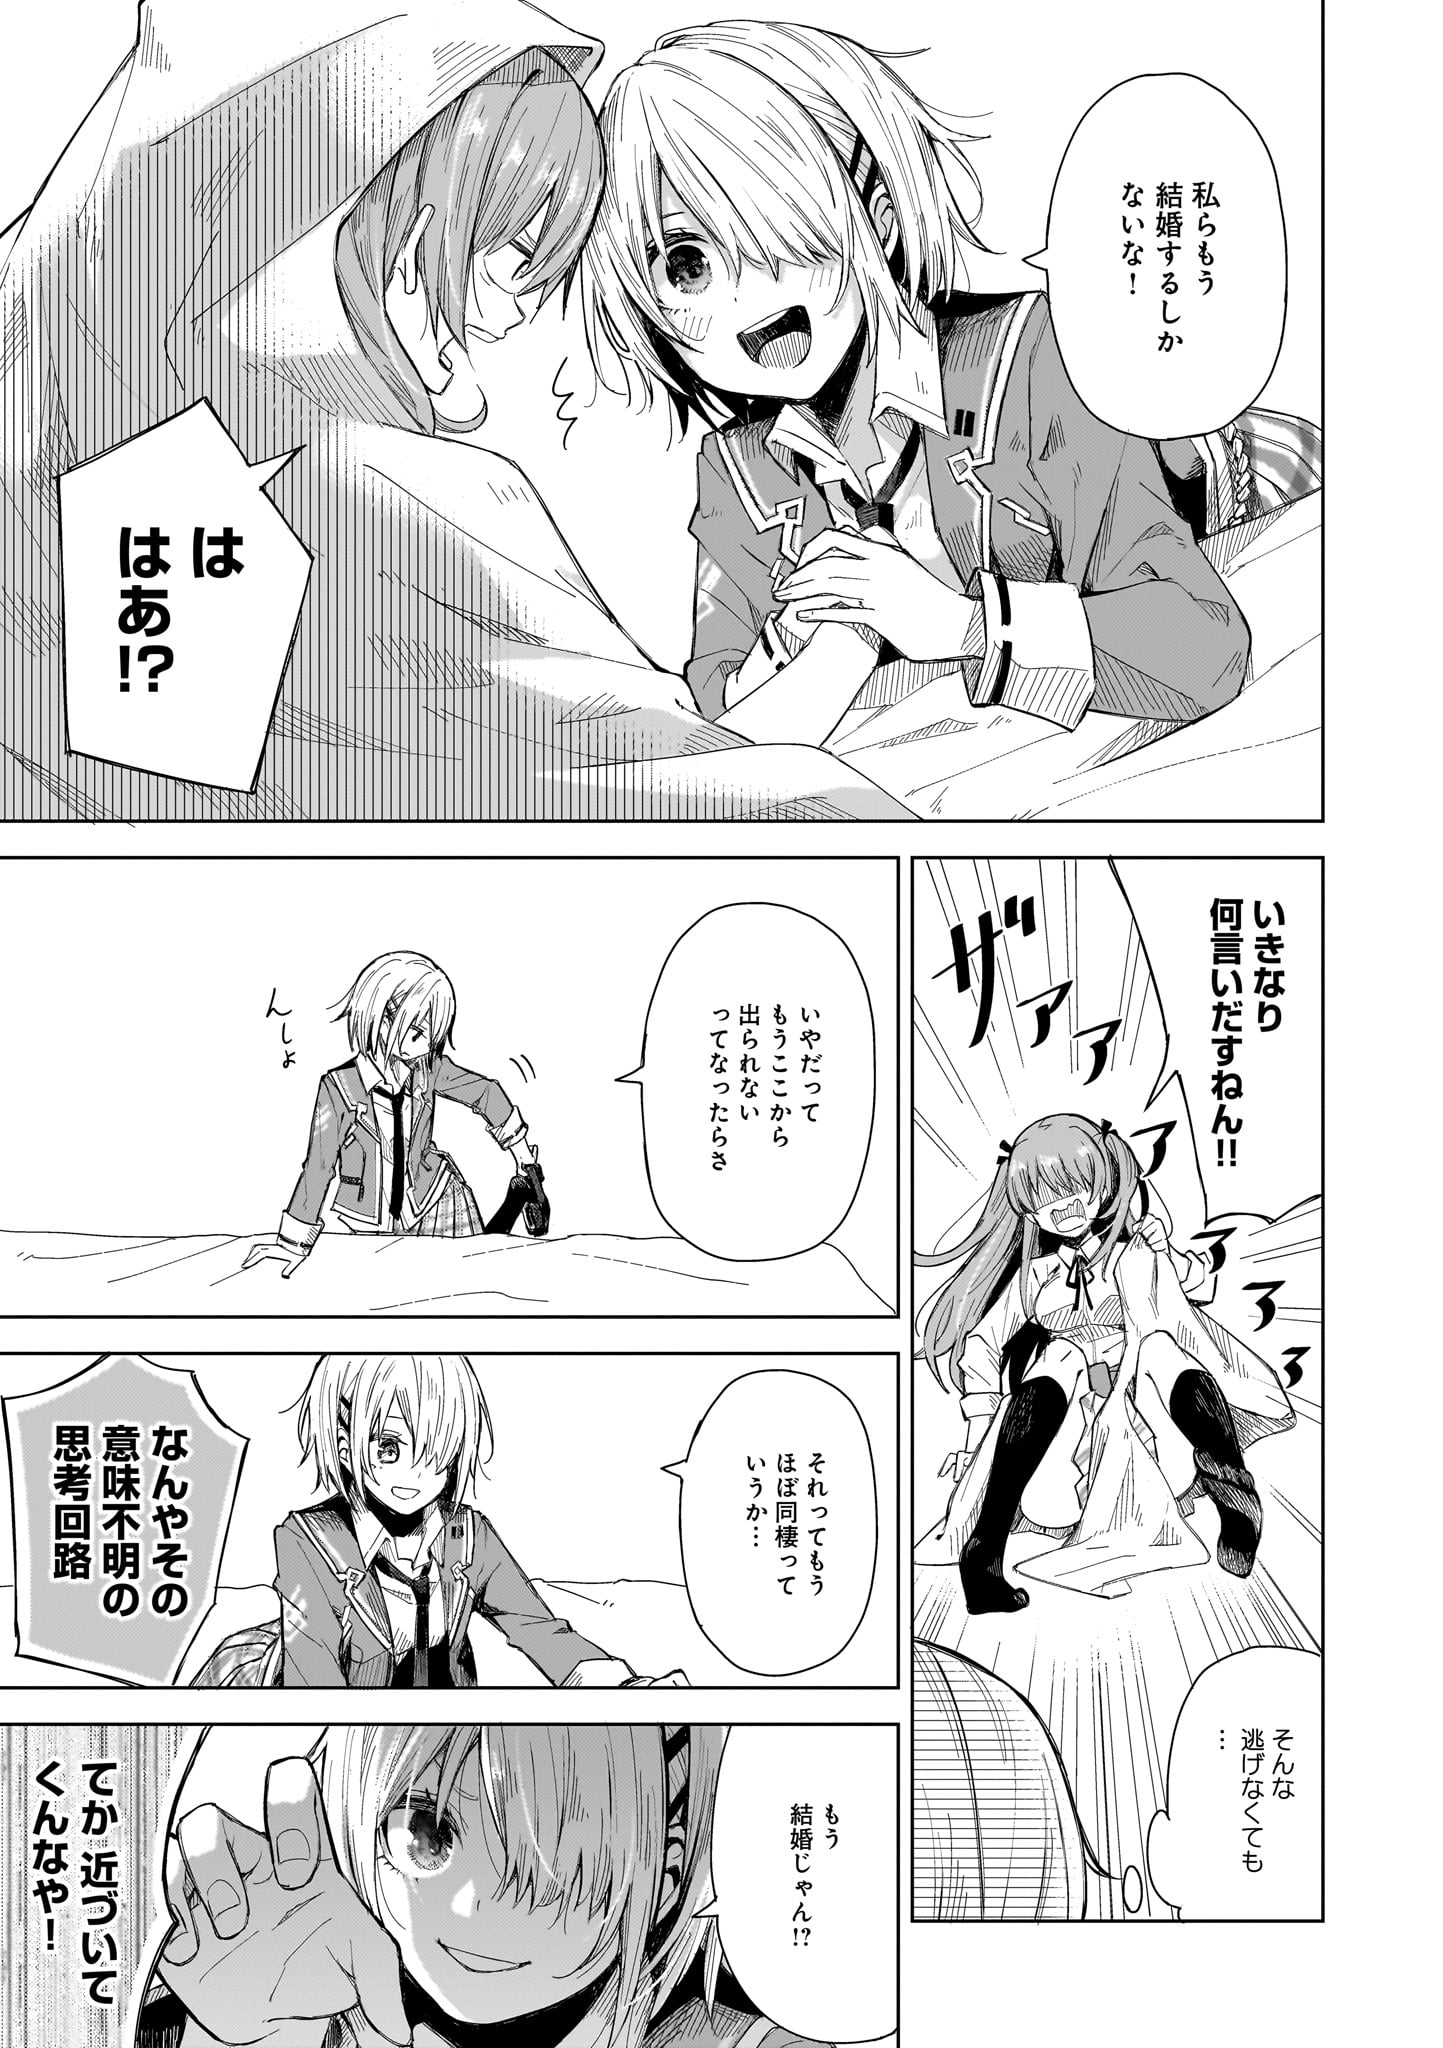 私らもう
結婚するしか
ないな！
は
はあ!?
いきなり
何言いだすねん!!
ザザァァァァァァ
そんな
逃げなくても
…
いやだって
もうここから
出られない
ってなったらさ
んしょ
それってもう
ほぼ同棲って
いうか…
なんやその
意味不明の
思考回路
もう
結婚じゃん!?
てか 近づいて
くんなや！